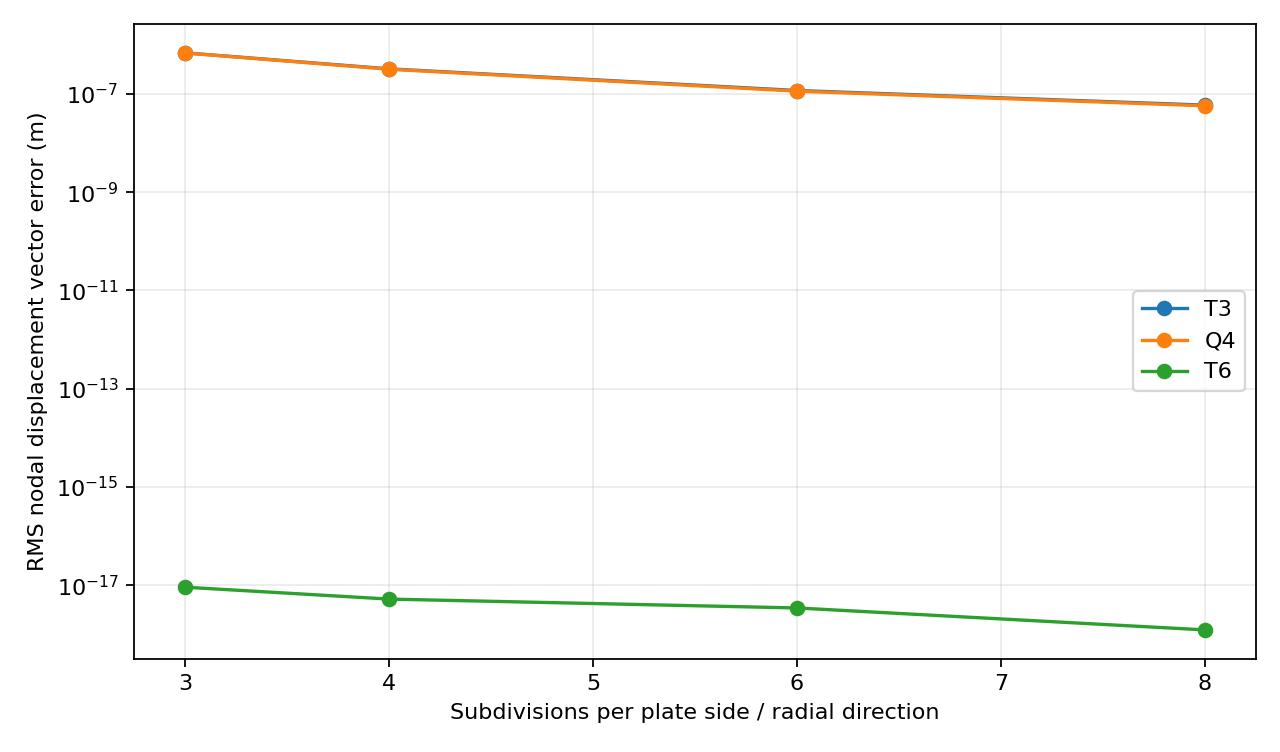 RMS nodal displacement vector error (m)
10⁻⁷
10⁻⁹
10⁻¹¹
10⁻¹³
10⁻¹⁵
10⁻¹⁷
T3
Q4
T6
3 4 5 6 7 8
Subdivisions per plate side / radial direction